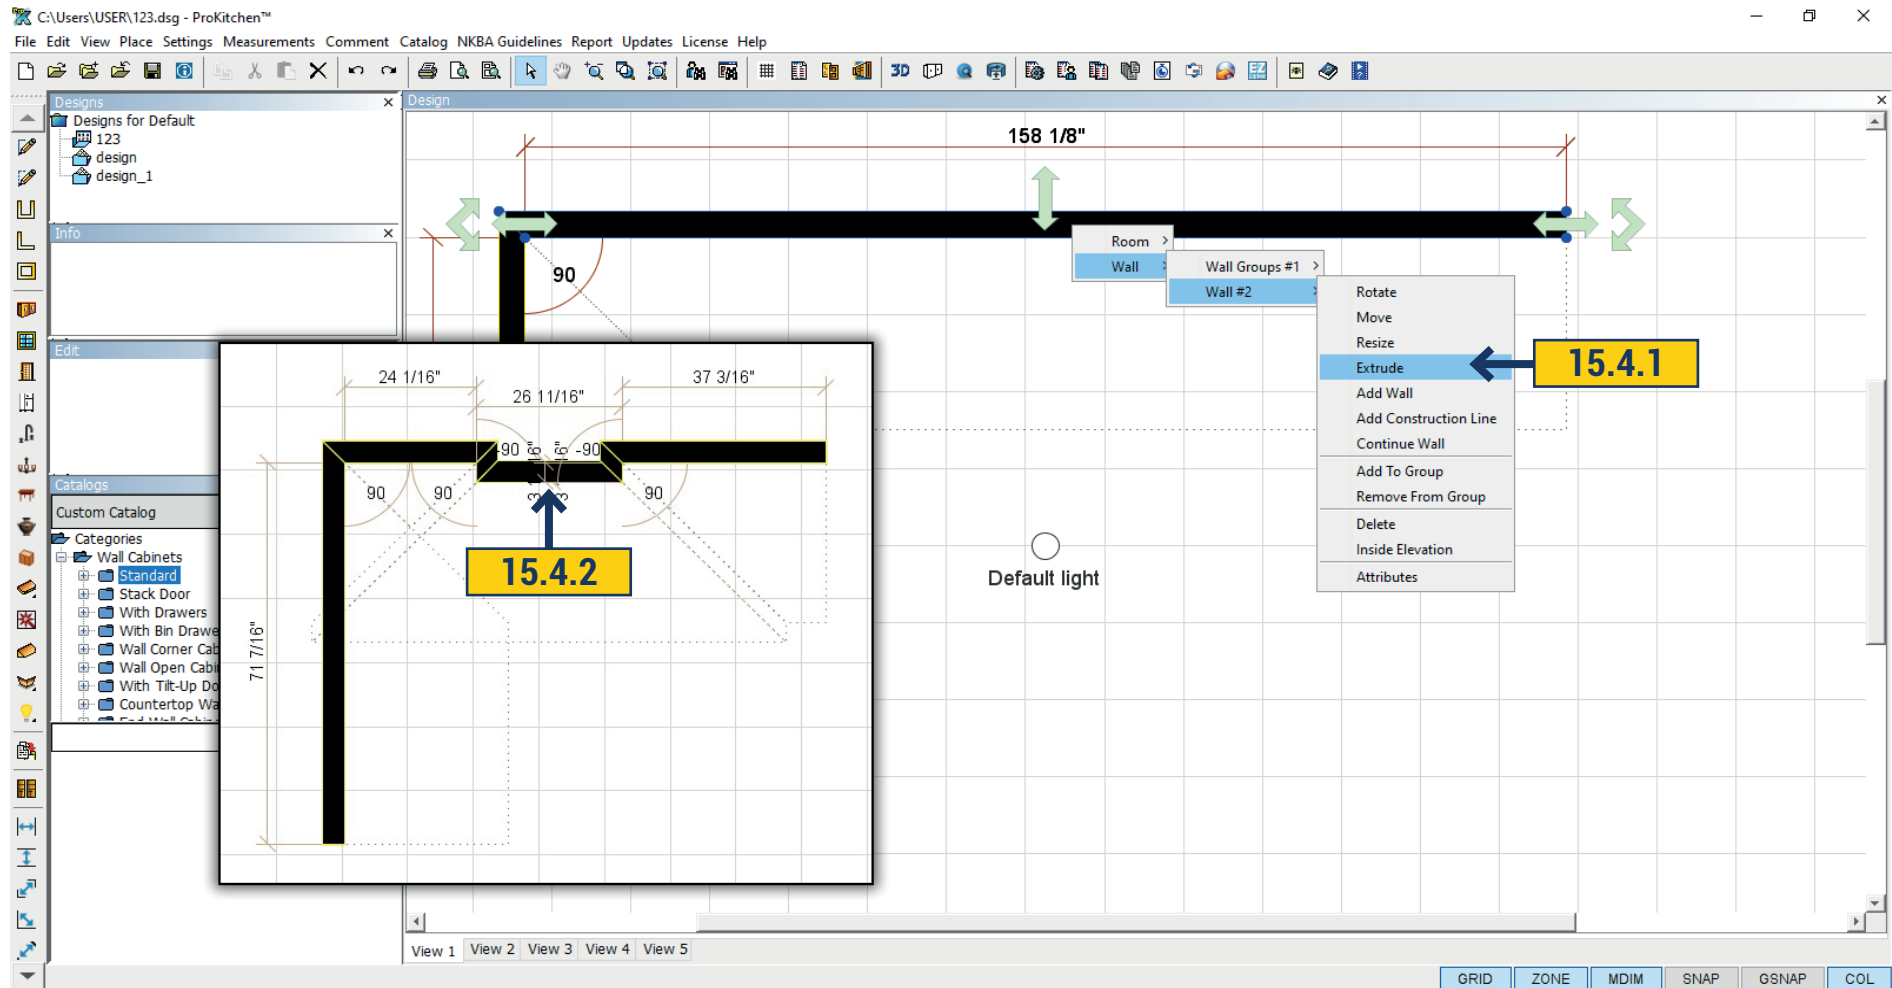 C:\Users\USER\123.dsg - ProKitchen™
File Edit View Place Settings Measurements Comment Catalog NKBA Guidelines Report Updates License Help
3D
EZ
Designs
Designs for Default
123
design
design_1
Info
Edit
Catalogs
Custom Catalog
Categories
Wall Cabinets
Standard
Stack Door
With Drawers
With Bin Drawe
Wall Corner Cab
Wall Open Cabi
With Tilt-Up Do
Countertop Wa
Design
158 1/8"
90
Room
Wall
Wall Groups #1
Wall #2
Rotate
Move
Resize
Extrude
Add Wall
Add Construction Line
Continue Wall
Add To Group
Remove From Group
Delete
Inside Elevation
Attributes
15.4.1
Default light
24 1/16"
26 11/16"
37 3/16"
-90
-90
90
90
90
71 7/16"
15.4.2
View 1 View 2 View 3 View 4 View 5
GRID ZONE MDIM SNAP GSNAP COL